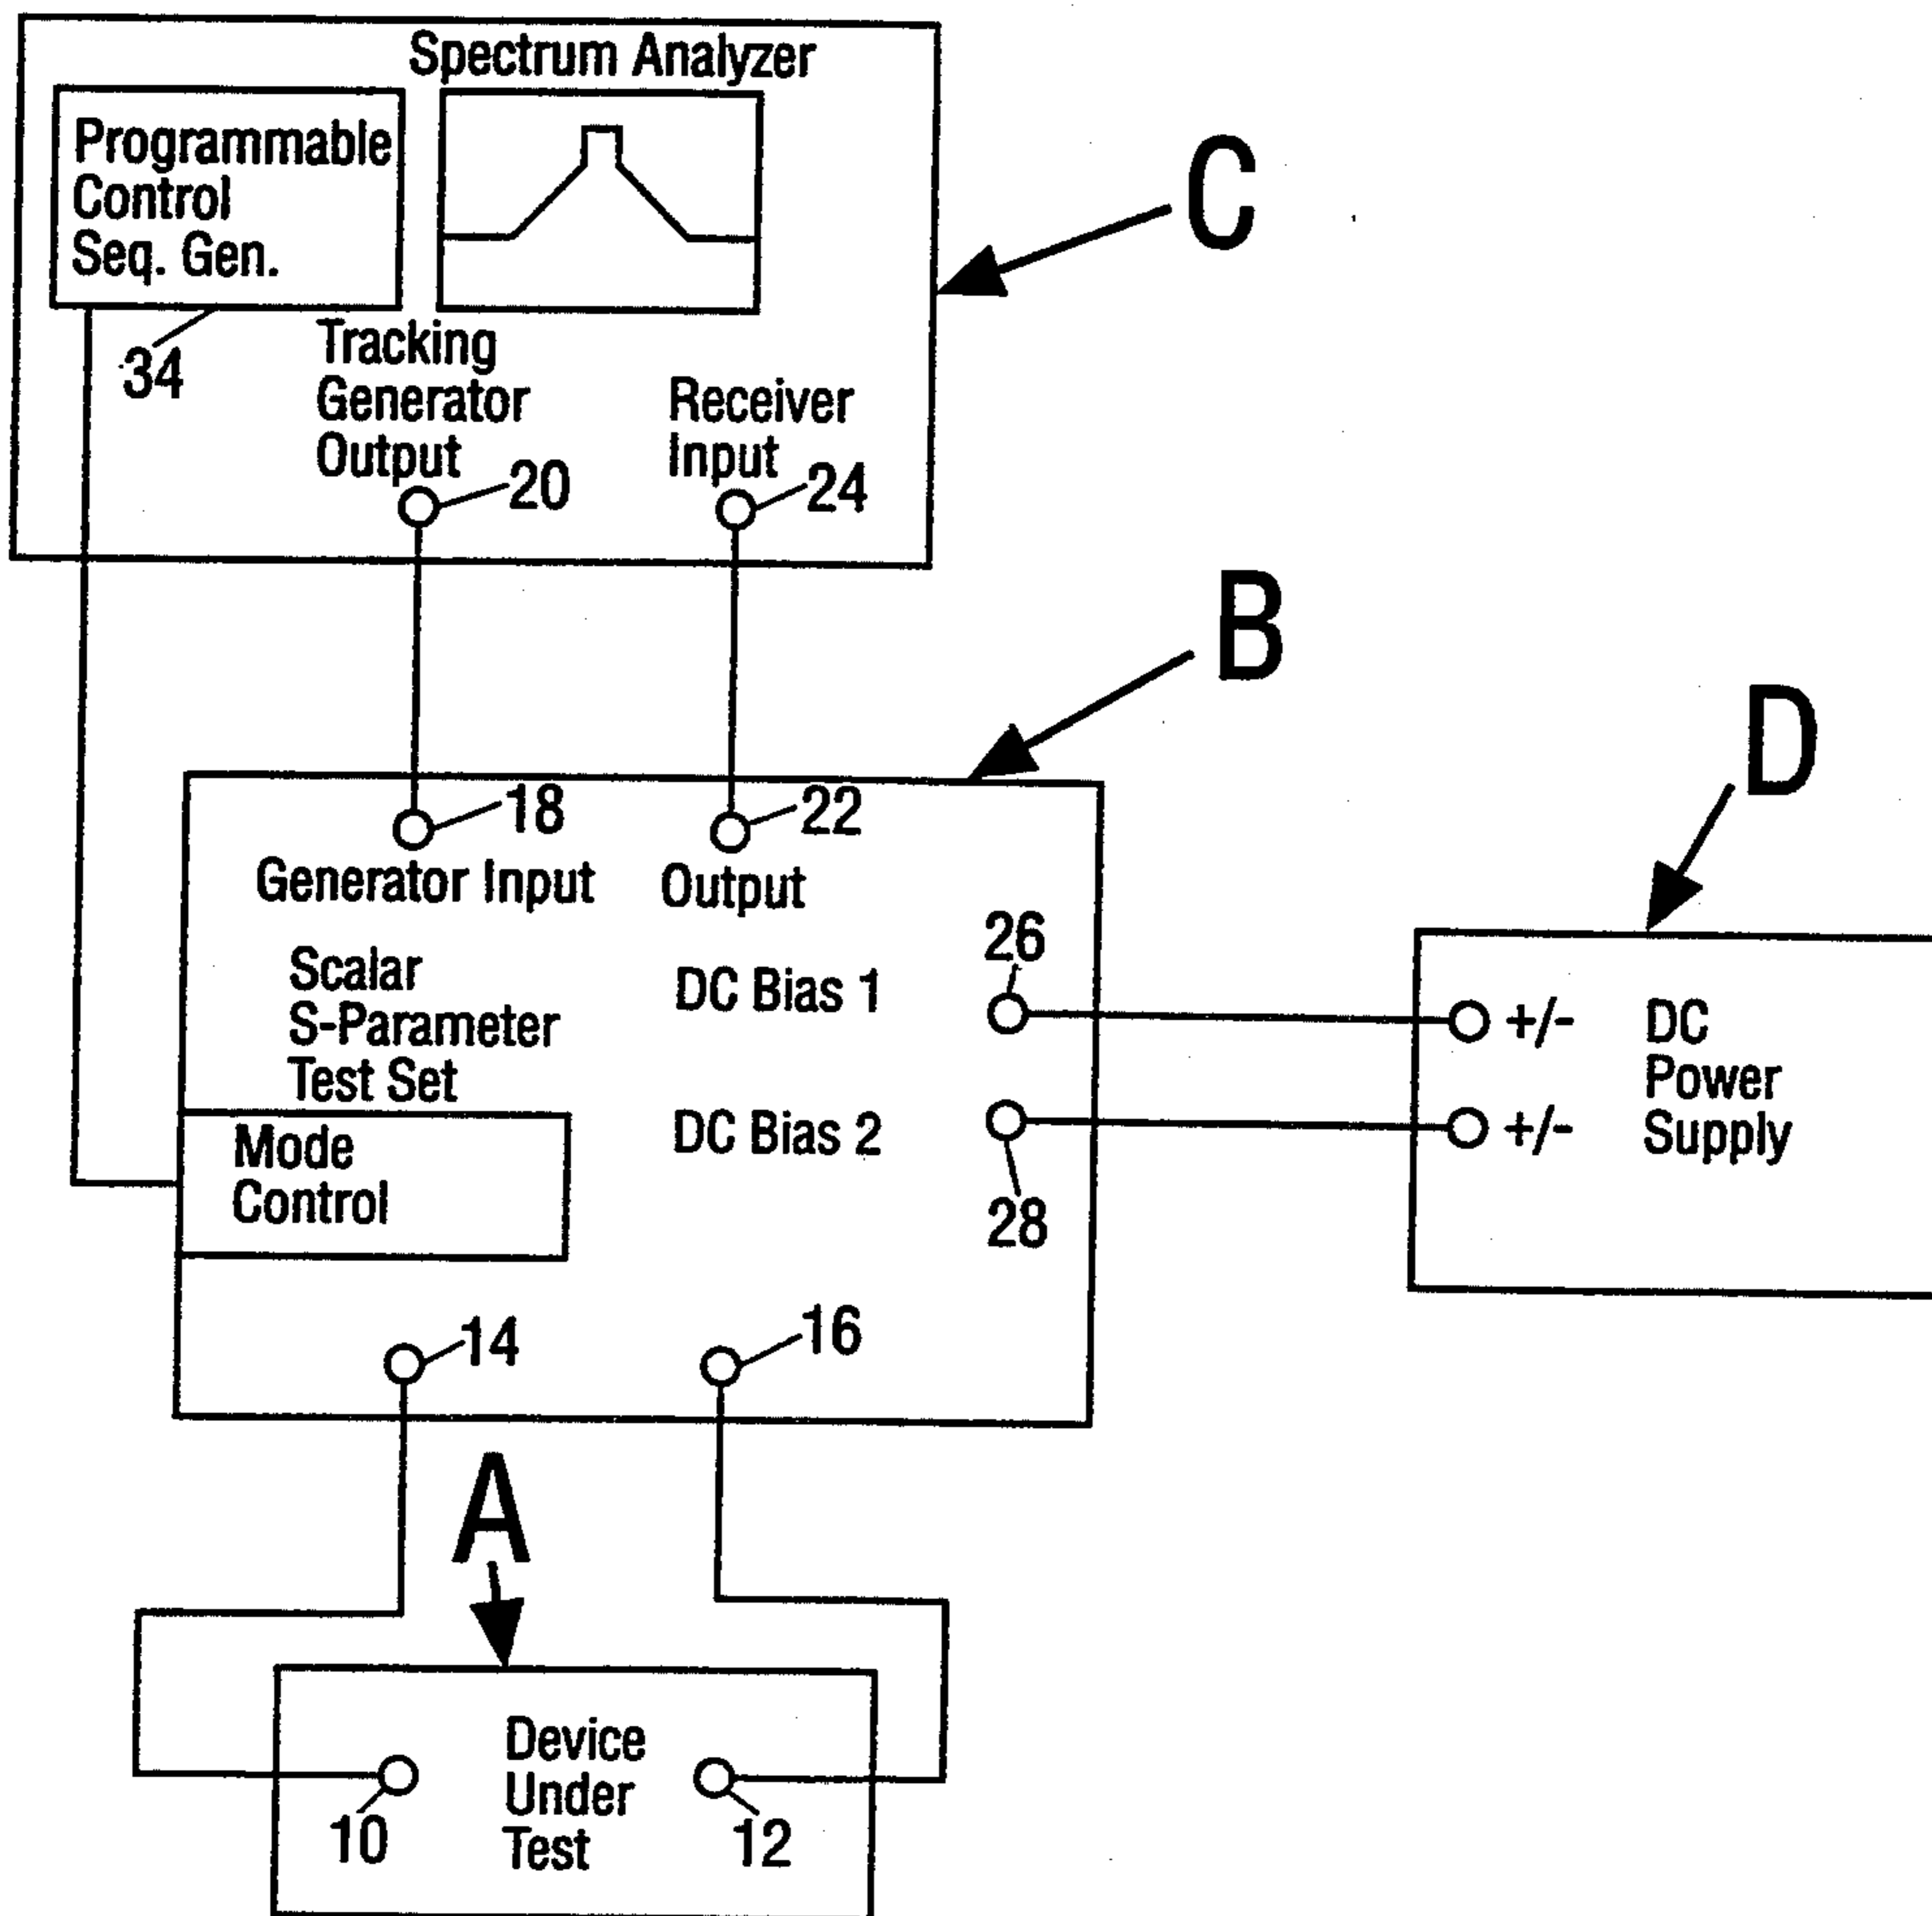 Spectrum Analyzer
Programmable
Control
Seq. Gen.
C
34
Tracking
Generator
Output
20
Receiver
Input
24
B
D
18
22
Generator Input
Output
26
Scalar
S-Parameter
Test Set
DC Bias 1
+/-
DC
Power
Supply
DC Bias 2
+/-
28
Mode
Control
14
16
A
Device
Under
Test
10
12